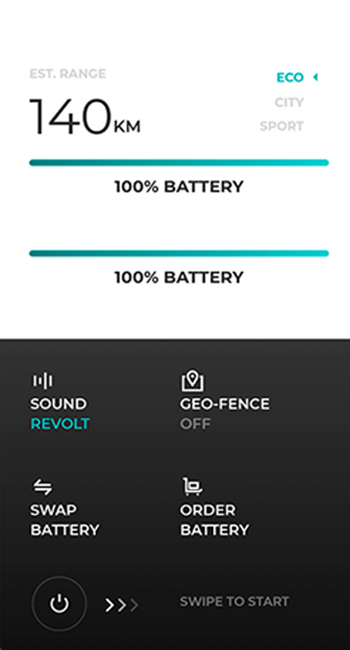 EST. RANGE
140KM
ECO
CITY
SPORT
100% BATTERY
100% BATTERY
SOUND
REVOLT
GEO-FENCE
OFF
SWAP
BATTERY
ORDER
BATTERY
SWIPE TO START